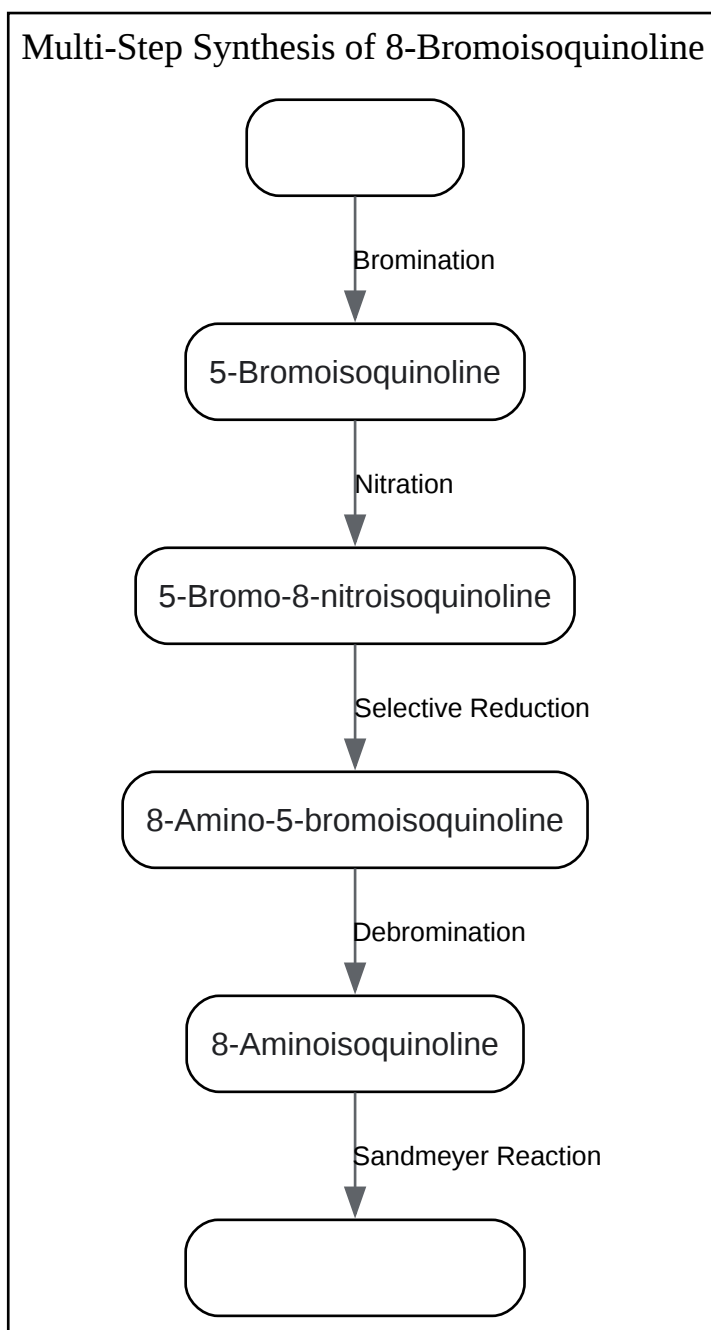 Multi-Step Synthesis of 8-Bromoisoquinoline
Bromination
5-Bromoisoquinoline
Nitration
5-Bromo-8-nitroisoquinoline
Selective Reduction
8-Amino-5-bromoisoquinoline
Debromination
8-Aminoisoquinoline
Sandmeyer Reaction